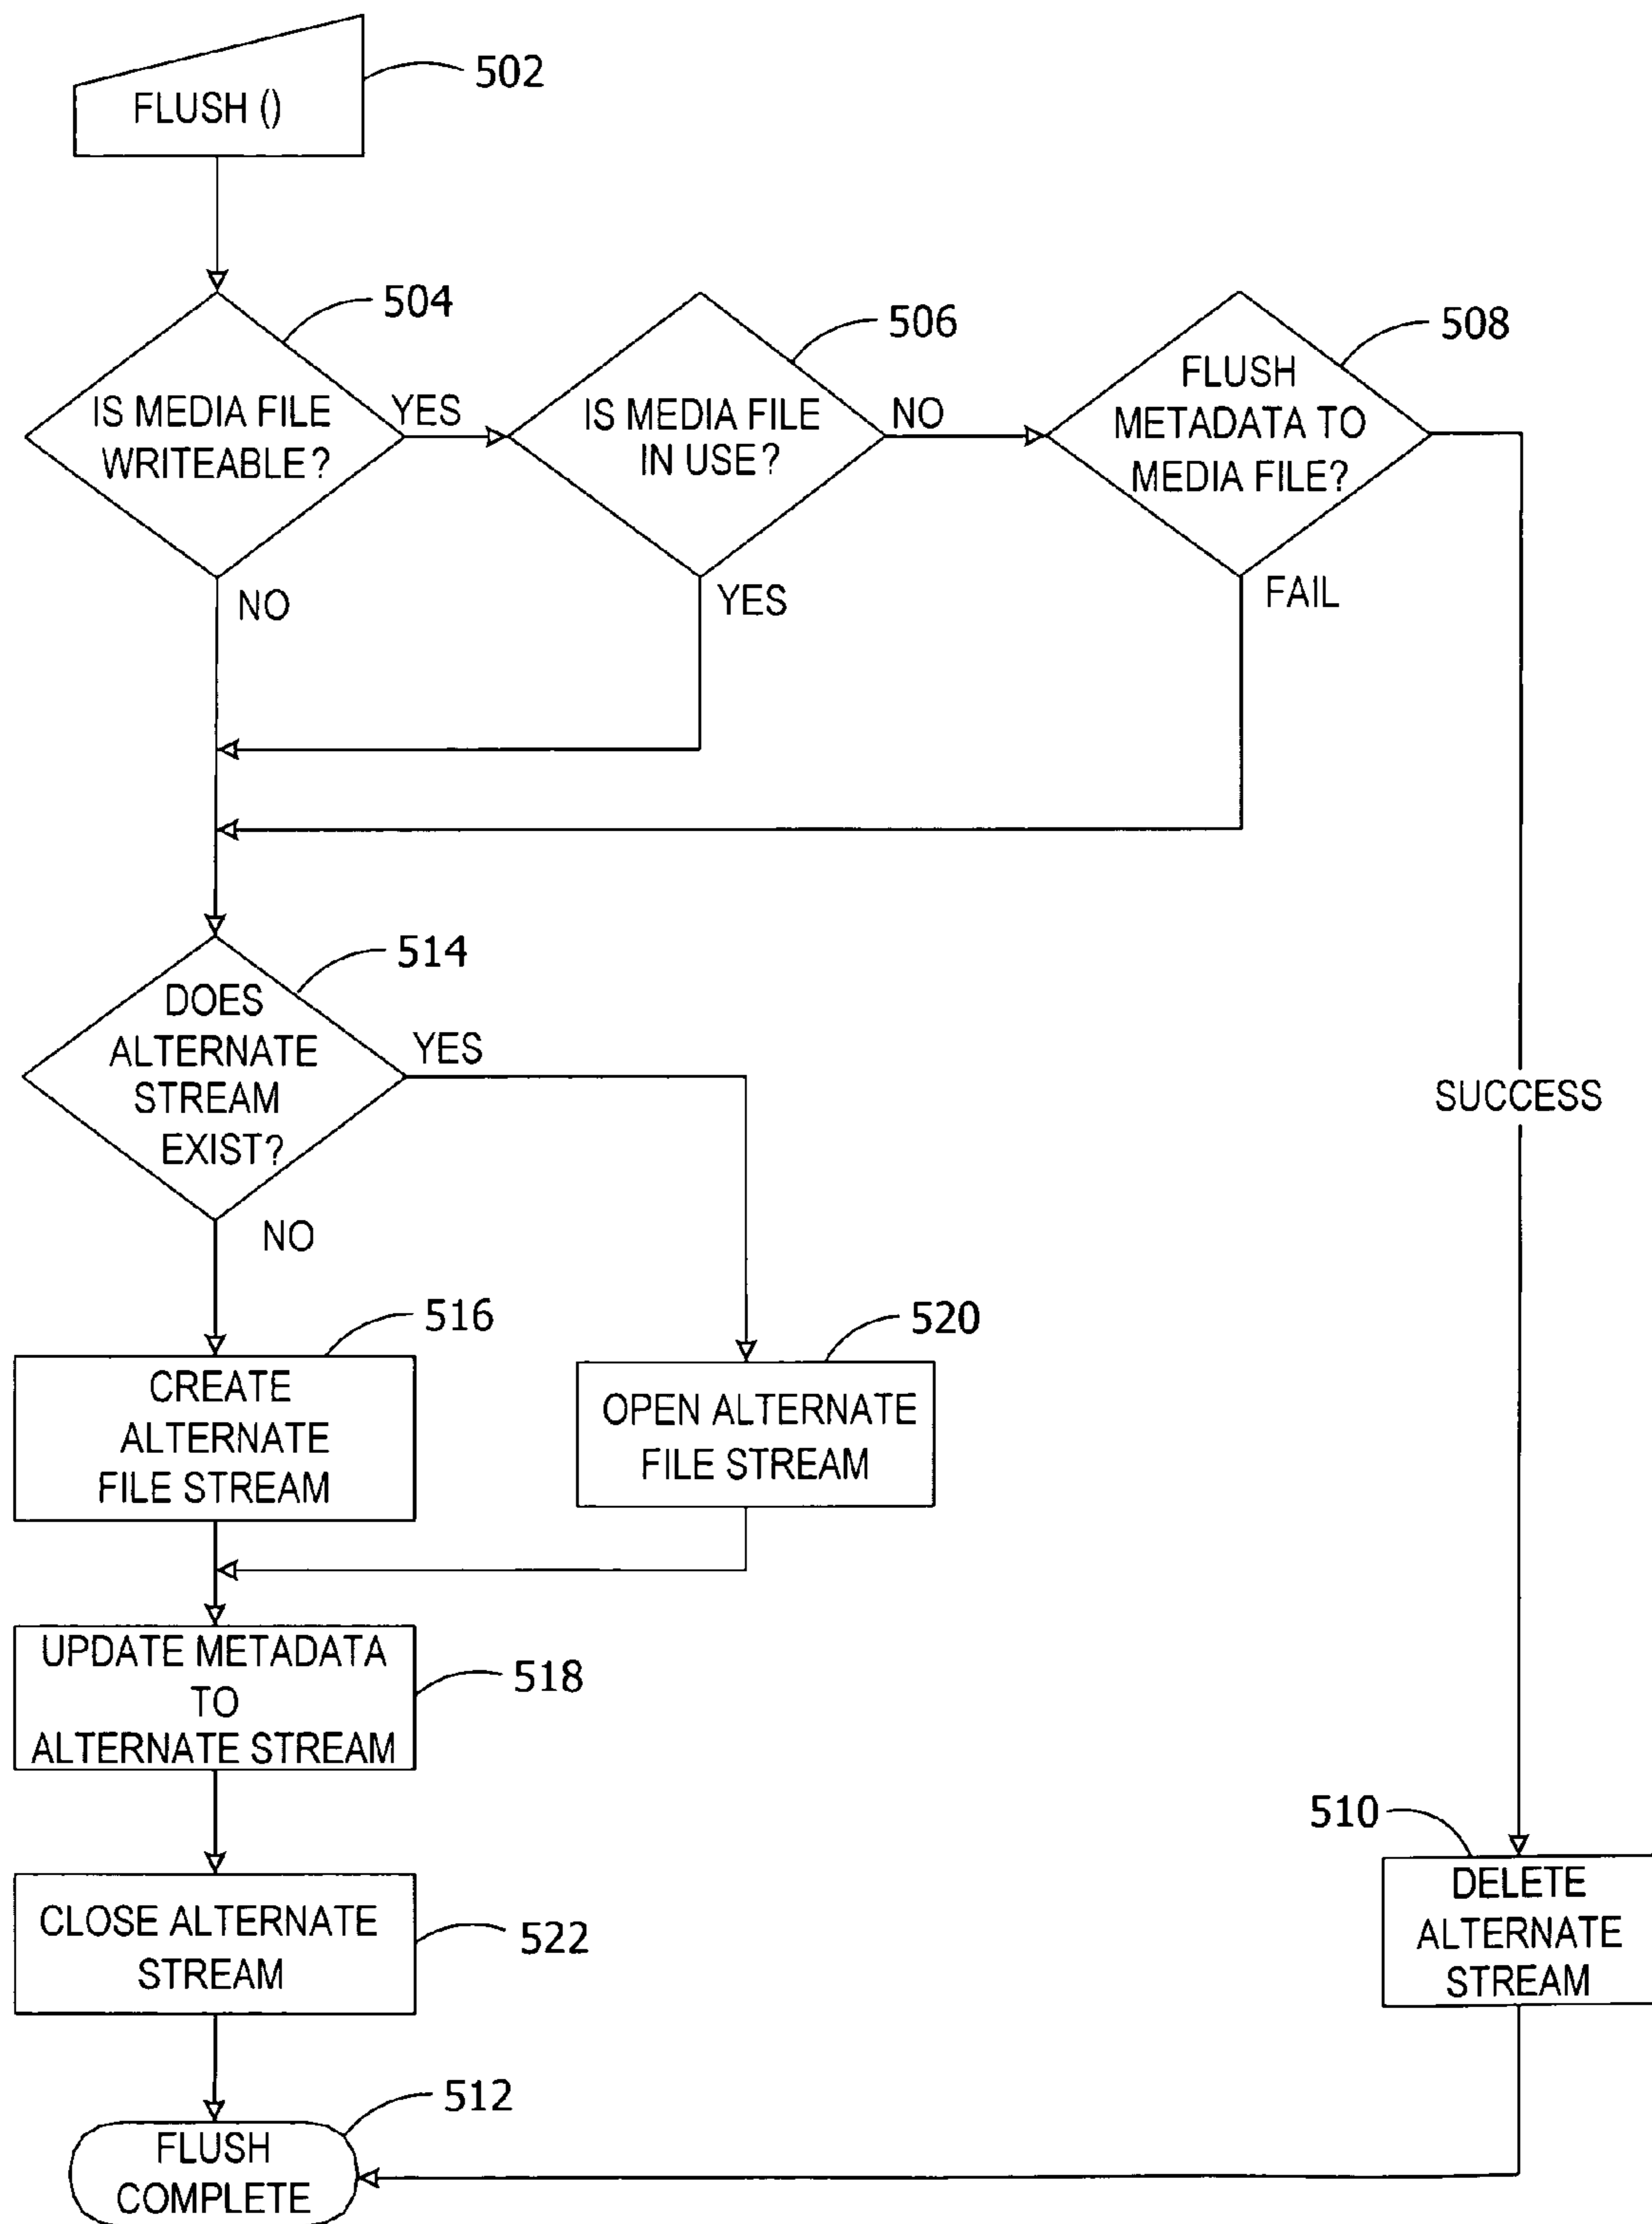 502
FLUSH ()
504
506
508
IS MEDIA FILE
WRITEABLE?
YES
IS MEDIA FILE
IN USE?
NO
FLUSH
METADATA TO
MEDIA FILE?
NO
YES
FAIL
514
DOES
ALTERNATE
STREAM
EXIST?
YES
SUCCESS
NO
516
520
CREATE
ALTERNATE
FILE STREAM
OPEN ALTERNATE
FILE STREAM
UPDATE METADATA
TO
ALTERNATE STREAM
518
510
CLOSE ALTERNATE
STREAM
522
DELETE
ALTERNATE
STREAM
512
FLUSH
COMPLETE